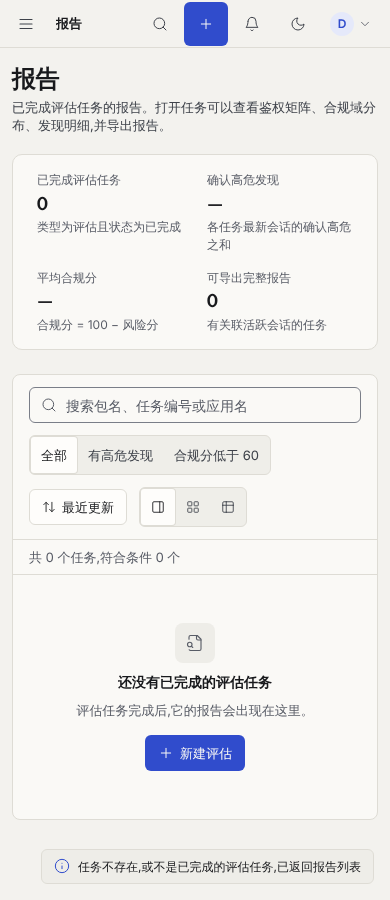 报告
D
报告
已完成评估任务的报告。打开任务可以查看鉴权矩阵、合规域分
布、发现明细,并导出报告。
已完成评估任务
0
类型为评估且状态为已完成
确认高危发现
—
各任务最新会话的确认高危
之和
平均合规分
—
合规分 = 100 − 风险分
可导出完整报告
0
有关联活跃会话的任务
搜索包名、任务编号或应用名
全部 有高危发现 合规分低于 60
最近更新
共 0 个任务,符合条件 0 个
还没有已完成的评估任务
评估任务完成后,它的报告会出现在这里。
新建评估
任务不存在,或不是已完成的评估任务,已返回报告列表